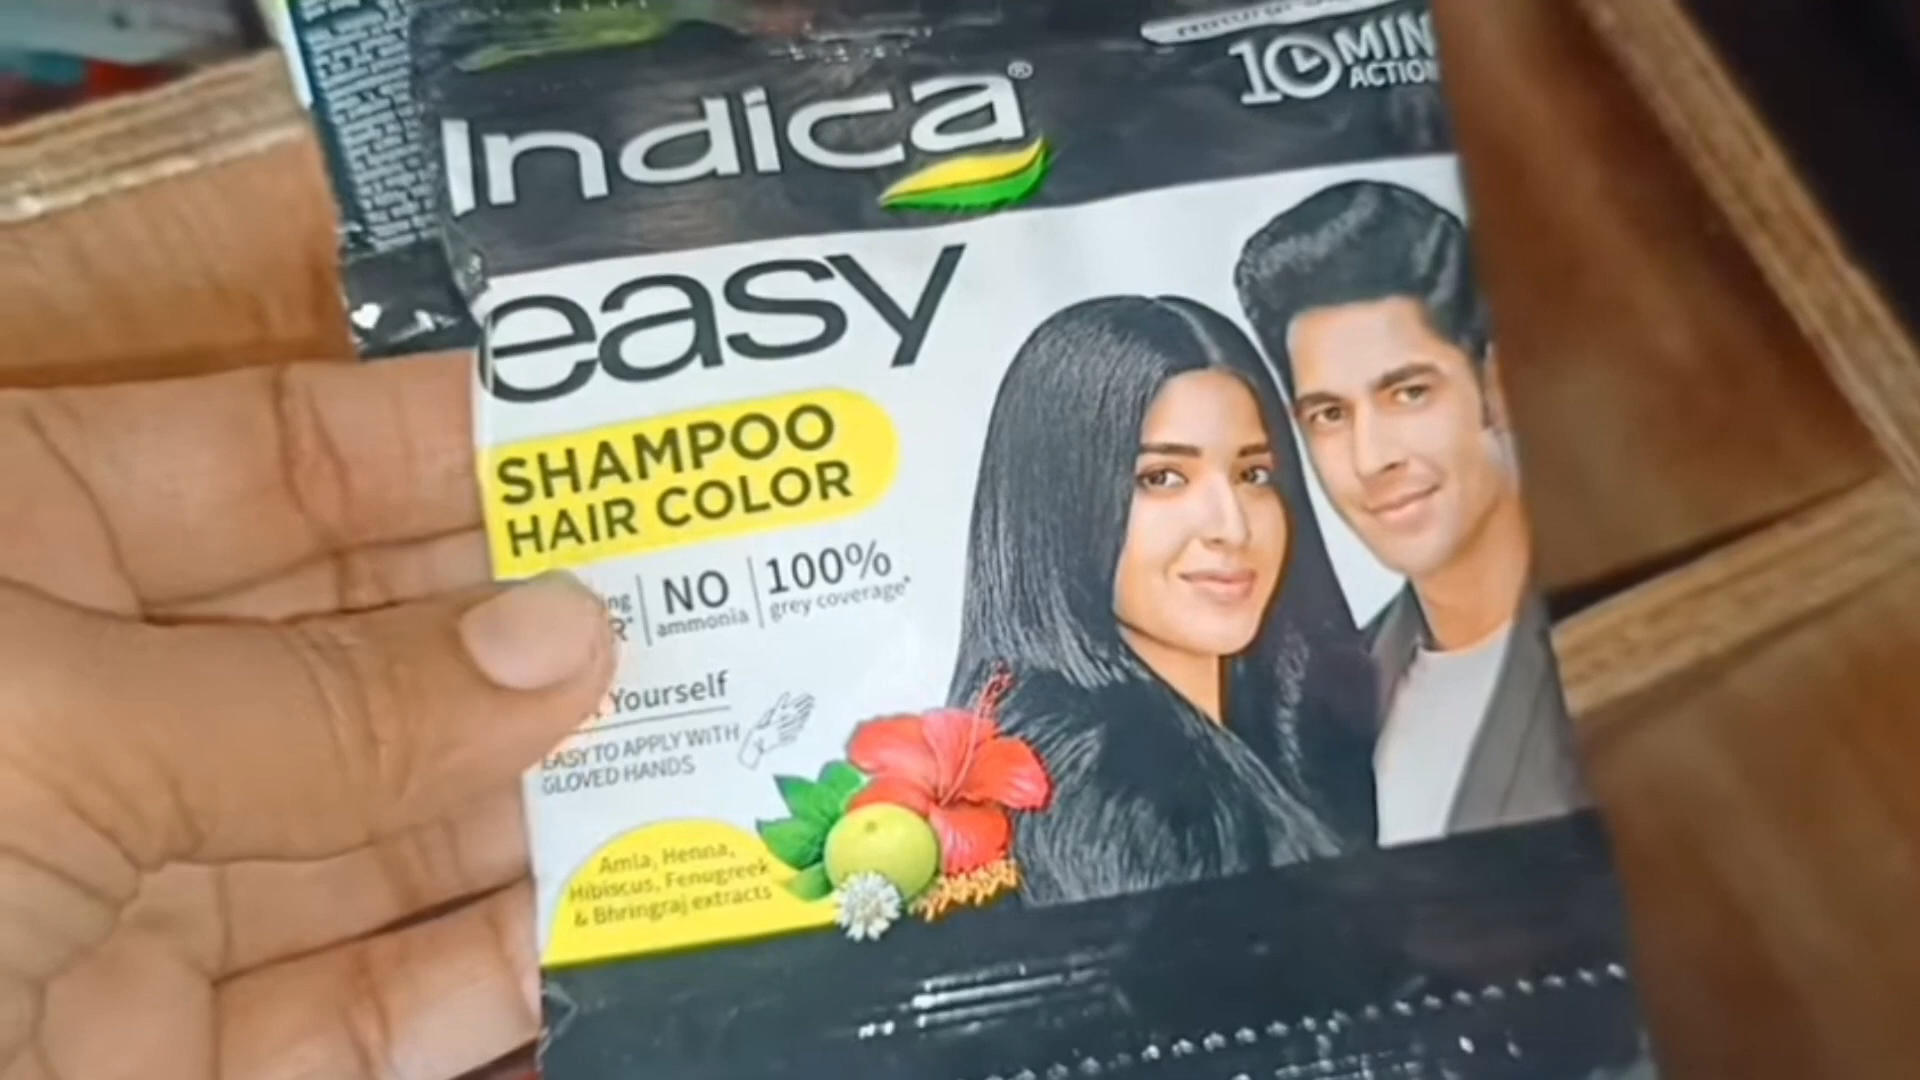 Indica®
10 MIN
ACTION
easy
SHAMPOO
HAIR COLOR
NO
ammonia
100%
grey coverage*
Yourself
EASY TO APPLY WITH
GLOVED HANDS
Amla, Henna,
Hibiscus, Fenugreek
& Bhringraj extracts